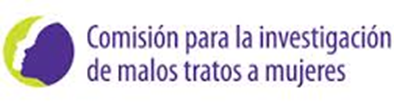 Comisión para la investigación
de malos tratos a mujeres